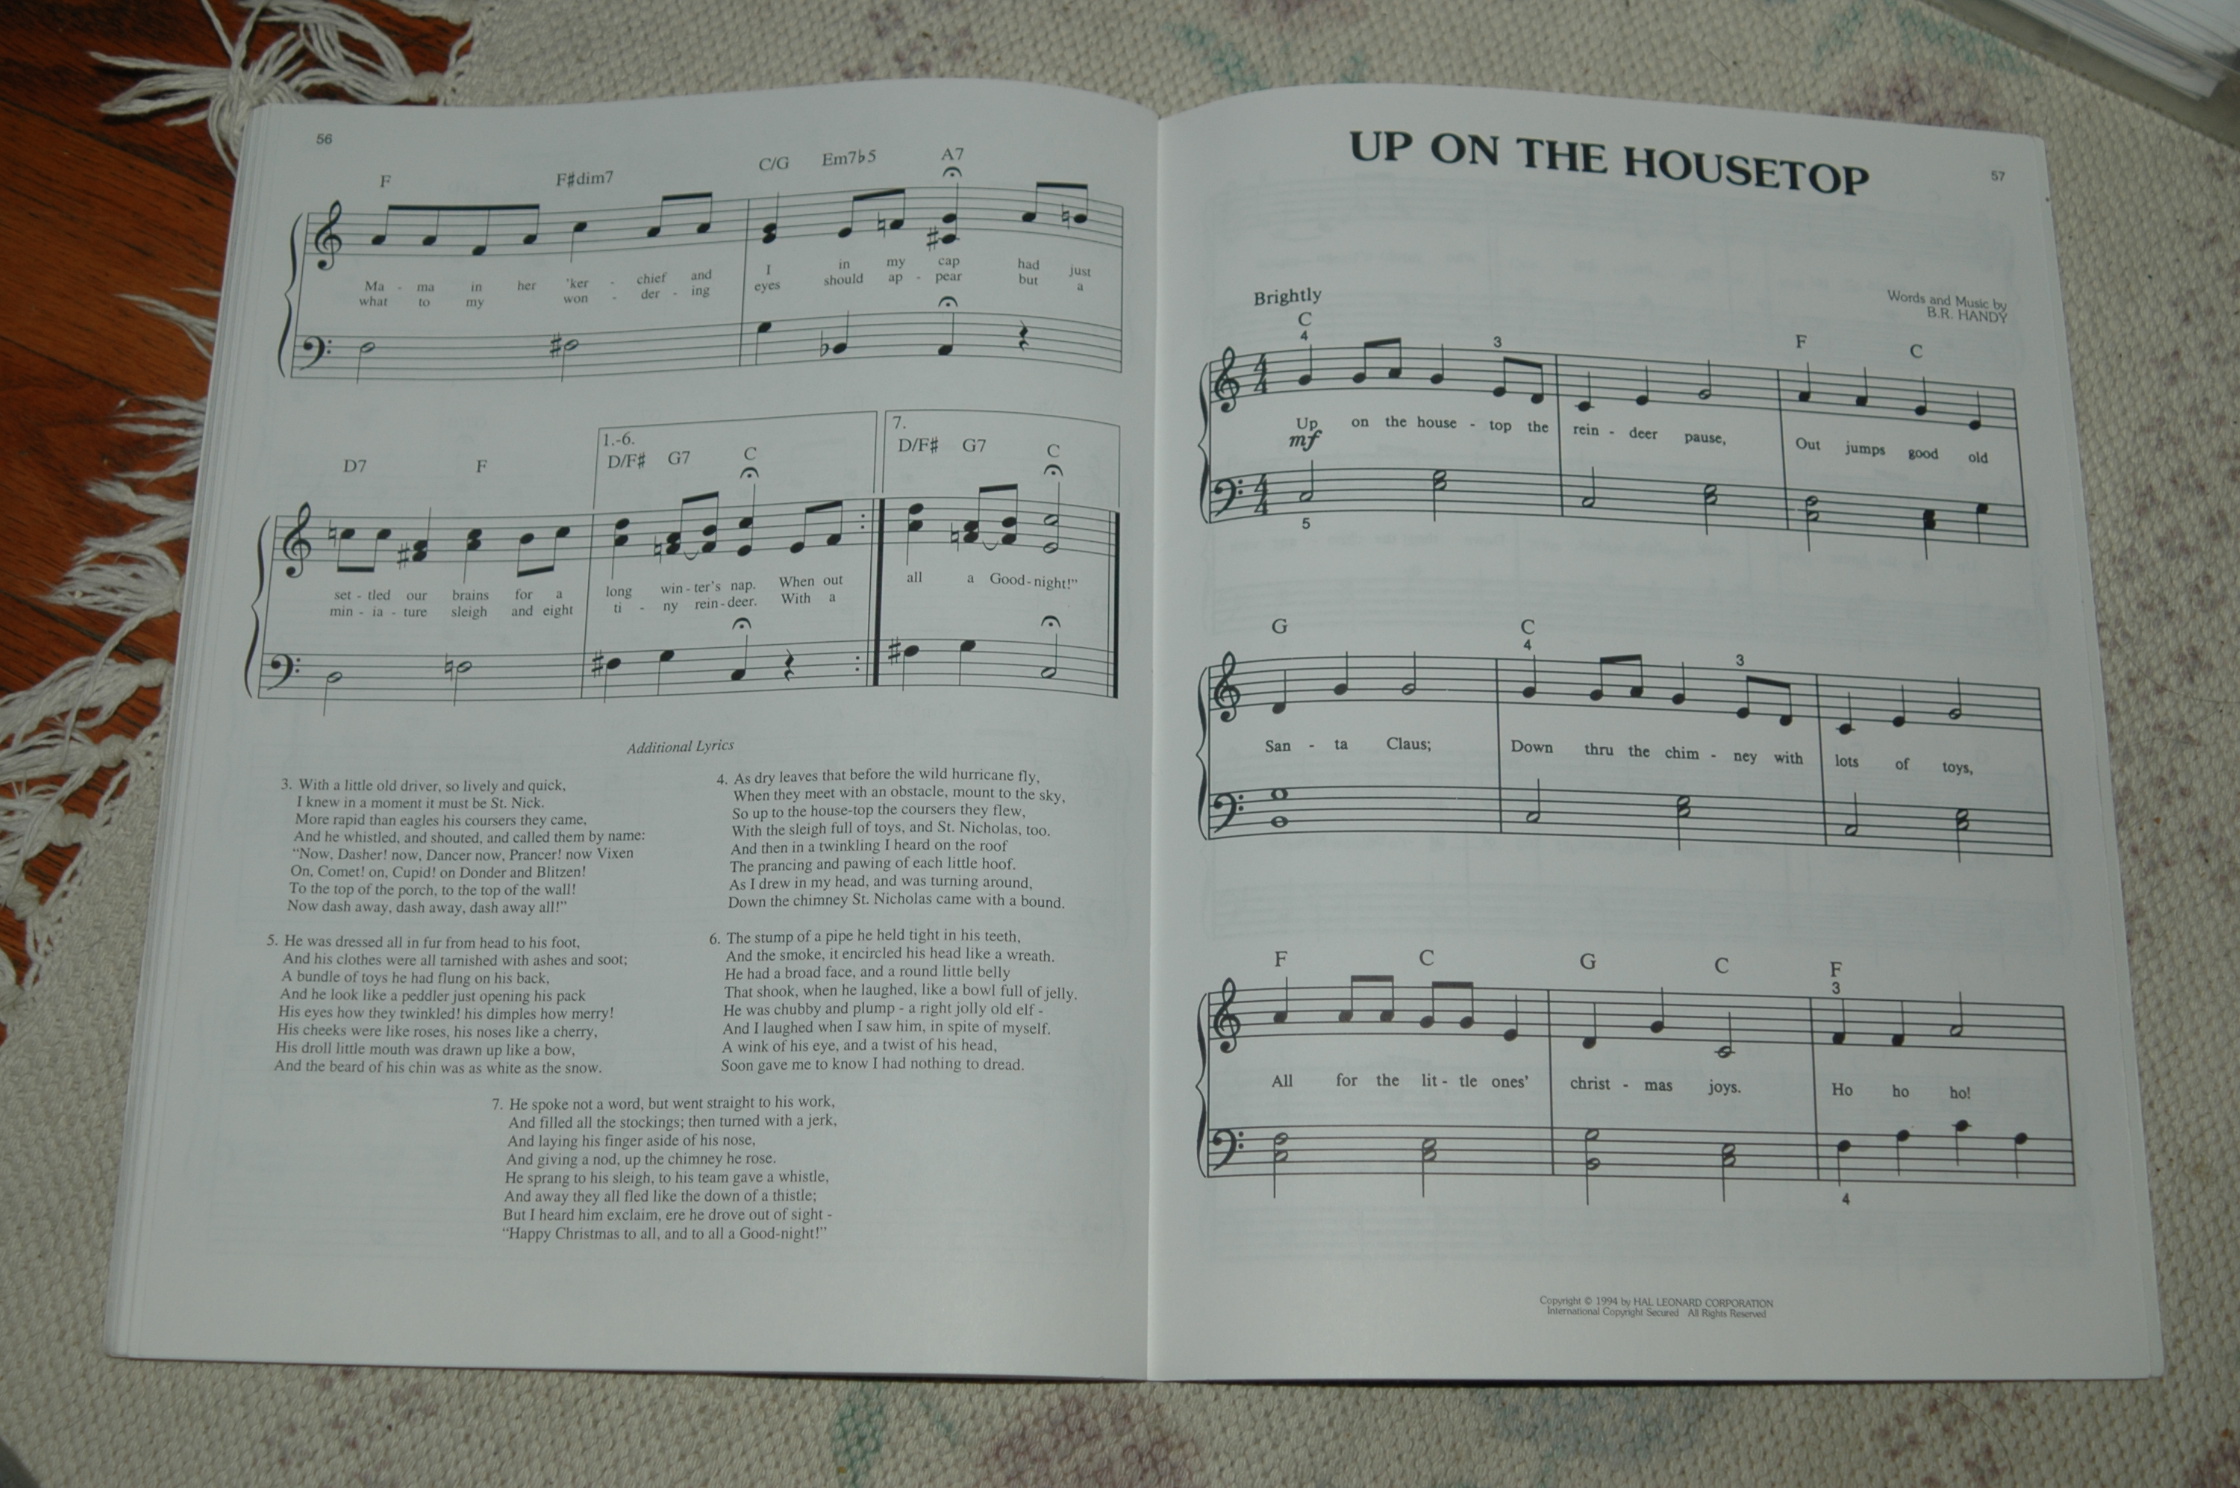 56
F F#dim7 C/G Em7♭5 A7
Ma - ma in her 'ker - chief and I in my cap had just
what to my won - der - ing eyes should ap - pear but a
1.-6. 7.
D7 F D/F# G7 C D/F# G7 C
set - tled our brains for a long win - ter's nap. When out all a Good - night!"
min - ia - ture sleigh and eight ti - ny rein - deer. With a
Additional Lyrics
3. With a little old driver, so lively and quick,
I knew in a moment it must be St. Nick.
More rapid than eagles his coursers they came,
And he whistled, and shouted, and called them by name:
"Now, Dasher! now, Dancer now, Prancer! now Vixen
On, Comet! on, Cupid! on Donder and Blitzen!
To the top of the porch, to the top of the wall!
Now dash away, dash away, dash away all!"
4. As dry leaves that before the wild hurricane fly,
When they meet with an obstacle, mount to the sky,
So up to the house-top the coursers they flew,
With the sleigh full of toys, and St. Nicholas, too.
And then in a twinkling I heard on the roof
The prancing and pawing of each little hoof.
As I drew in my head, and was turning around,
Down the chimney St. Nicholas came with a bound.
5. He was dressed all in fur from head to his foot,
And his clothes were all tarnished with ashes and soot;
A bundle of toys he had flung on his back,
And he look like a peddler just opening his pack
His eyes how they twinkled! his dimples how merry!
His cheeks were like roses, his noses like a cherry,
His droll little mouth was drawn up like a bow,
And the beard of his chin was as white as the snow.
6. The stump of a pipe he held tight in his teeth,
And the smoke, it encircled his head like a wreath.
He had a broad face, and a round little belly
That shook, when he laughed, like a bowl full of jelly.
He was chubby and plump - a right jolly old elf -
And I laughed when I saw him, in spite of myself.
A wink of his eye, and a twist of his head,
Soon gave me to know I had nothing to dread.
7. He spoke not a word, but went straight to his work,
And filled all the stockings; then turned with a jerk,
And laying his finger aside of his nose,
And giving a nod, up the chimney he rose.
He sprang to his sleigh, to his team gave a whistle,
And away they all fled like the down of a thistle;
But I heard him exclaim, ere he drove out of sight -
"Happy Christmas to all, and to all a Good-night!"
UP ON THE HOUSETOP
57
Brightly
Words and Music by
B.R. HANDY
C F C
4 3
4 4
Up on the house - top the rein - deer pause, Out jumps good old
mf
4 4
5
G C
4 3
San - ta Claus; Down thru the chim - ney with lots of toys,
F C G C F
3
All for the lit - tle ones' christ - mas joys. Ho ho ho!
4
Copyright © 1994 by HAL LEONARD CORPORATION
International Copyright Secured All Rights Reserved